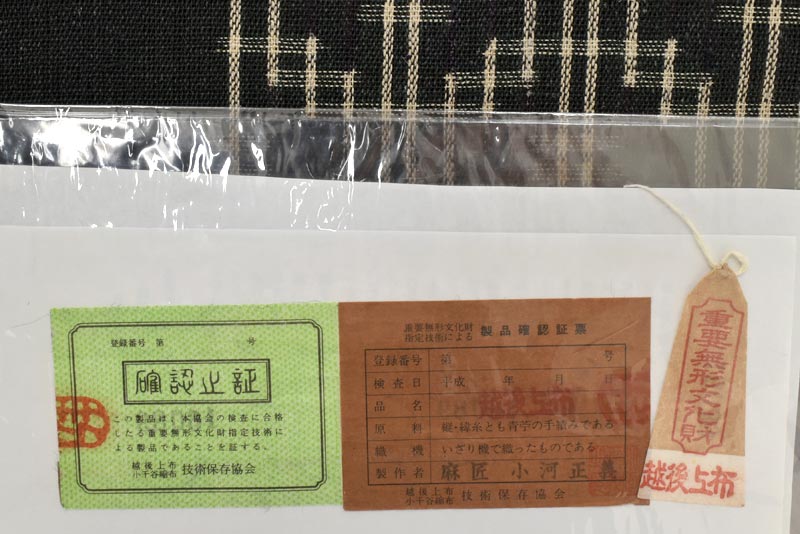 登録番号 第 号
確認之証
この製品は、本協会の検査に合格
したる重要無形文化財指定技術に
よる製品であることを証する。
越後上布
小千谷縮布 技術保存協会
重要無形文化財
指定技術による 製品確認証票
登録番号 第 号
検査日 平成 年 月 日
品名 越後上布
原料 経・緯糸とも青苧の手績みである
織機 いざり機で織ったものである
製作者 麻匠 小河正義
越後上布
小千谷縮布 技術保存協会
重要無形文化財
越後上布